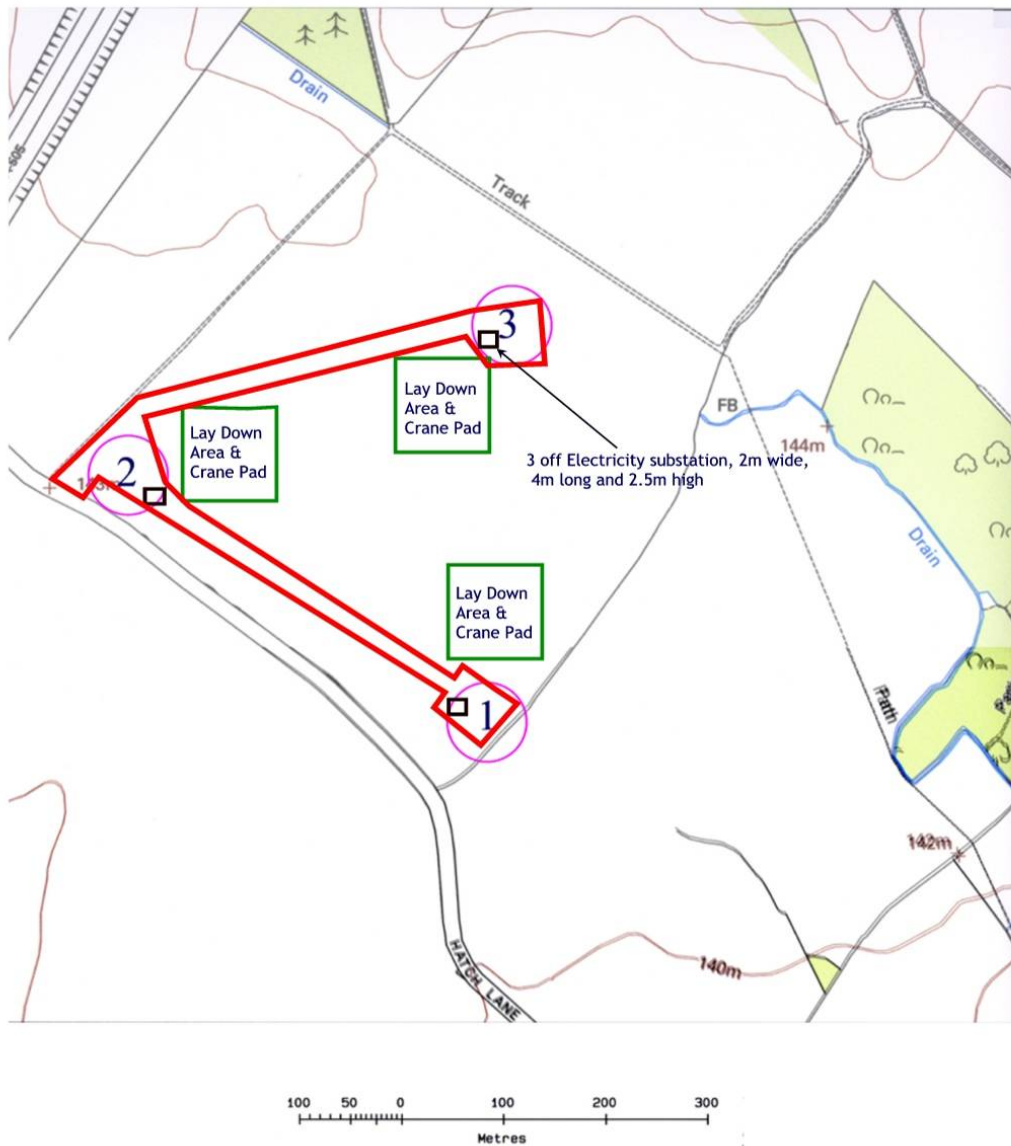 Drain
Track
3
Lay Down
Area &
Crane Pad
FB
144m
Lay Down
Area &
Crane Pad
3 off Electricity substation, 2m wide,
4m long and 2.5m high
2
Drain
Lay Down
Area &
Crane Pad
1
Path
142m
140m
HATCH LANE
100 50 0 100 200 300
Metres